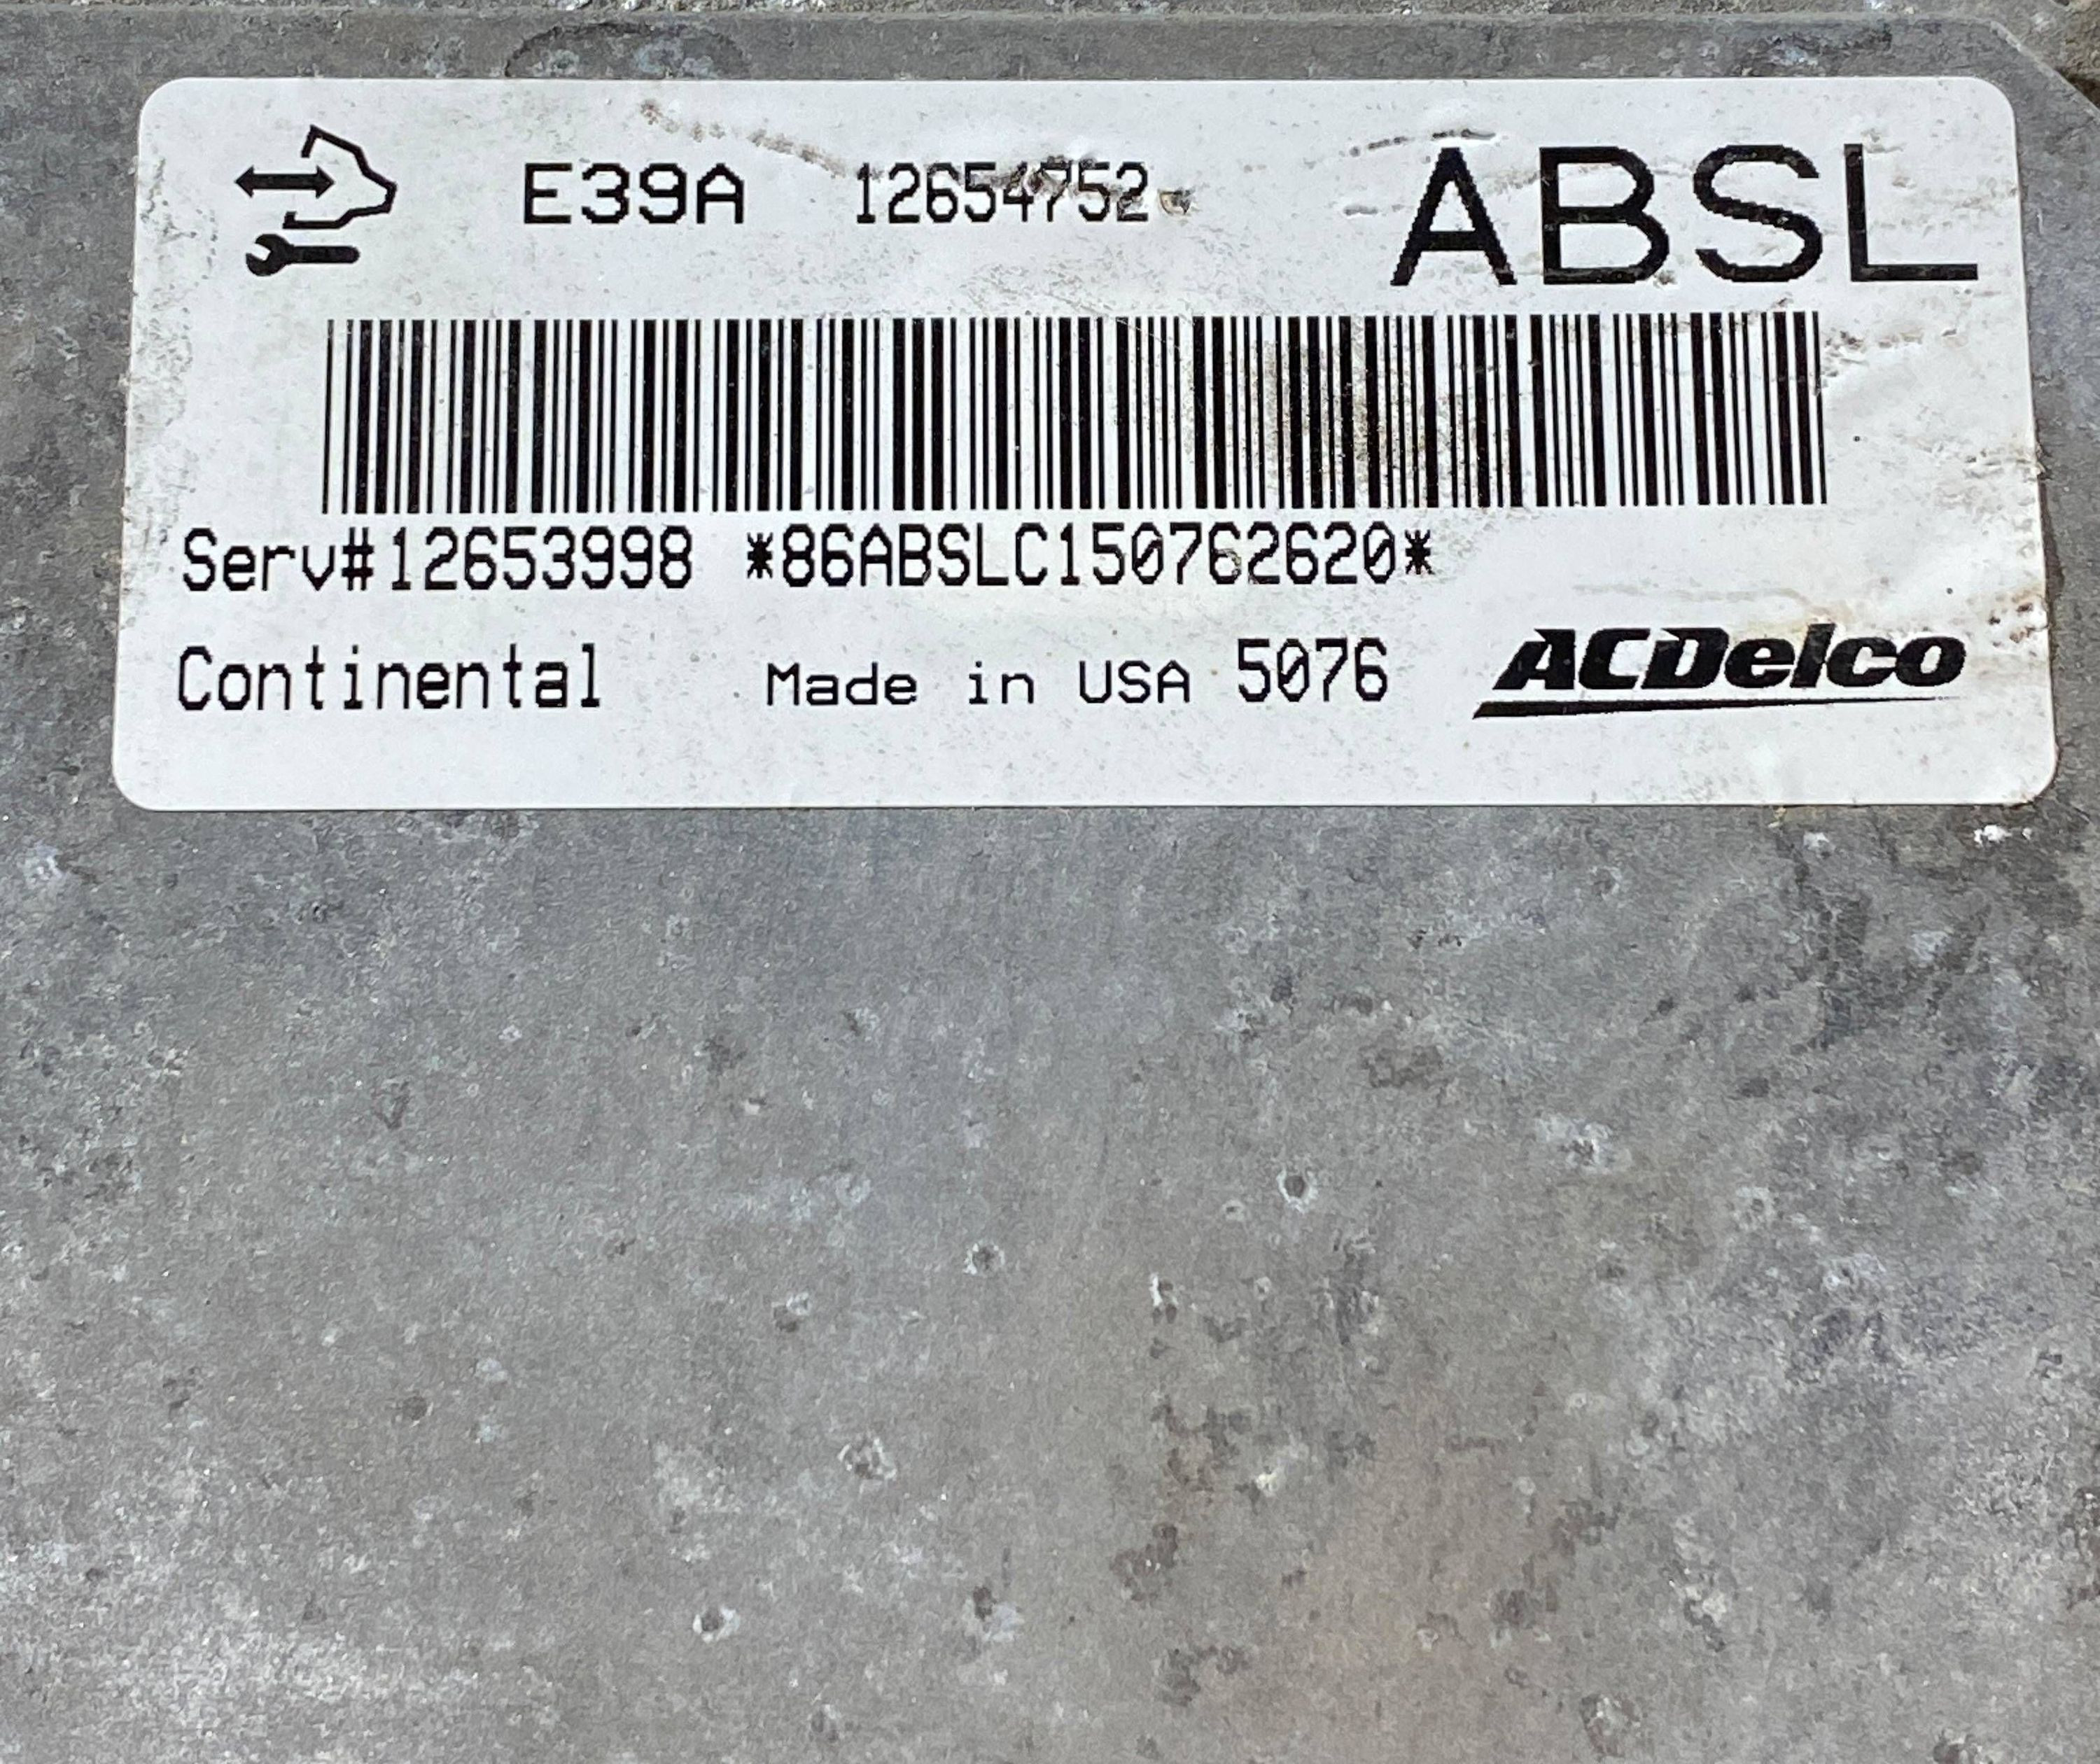 E39A 12654752 ABSL
Serv#12653998 *86ABSLC150762620*
Continental Made in USA 5076 ACDelco